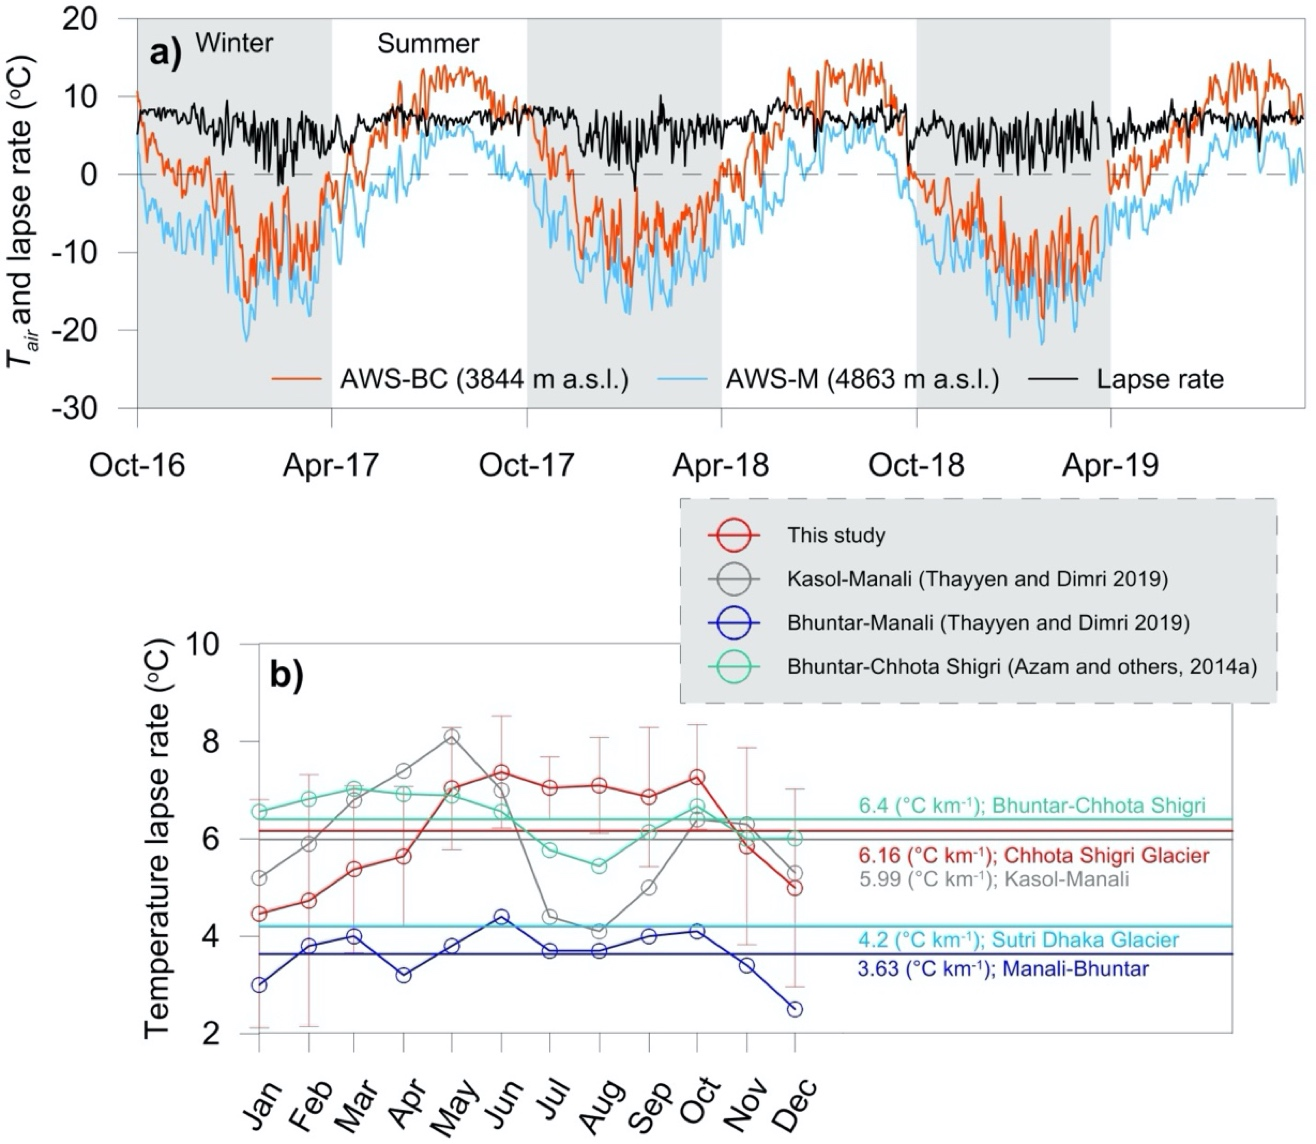 a)
Winter
Summer
T_air and lapse rate (ºC)
20
10
0
-10
-20
-30
AWS-BC (3844 m a.s.l.)
AWS-M (4863 m a.s.l.)
Lapse rate
Oct-16
Apr-17
Oct-17
Apr-18
Oct-18
Apr-19
This study
Kasol-Manali (Thayyen and Dimri 2019)
Bhuntar-Manali (Thayyen and Dimri 2019)
Bhuntar-Chhota Shigri (Azam and others, 2014a)
b)
Temperature lapse rate (ºC)
10
8
6
4
2
6.4 (°C km⁻¹); Bhuntar-Chhota Shigri
6.16 (°C km⁻¹); Chhota Shigri Glacier
5.99 (°C km⁻¹); Kasol-Manali
4.2 (°C km⁻¹); Sutri Dhaka Glacier
3.63 (°C km⁻¹); Manali-Bhuntar
Jan
Feb
Mar
Apr
May
Jun
Jul
Aug
Sep
Oct
Nov
Dec